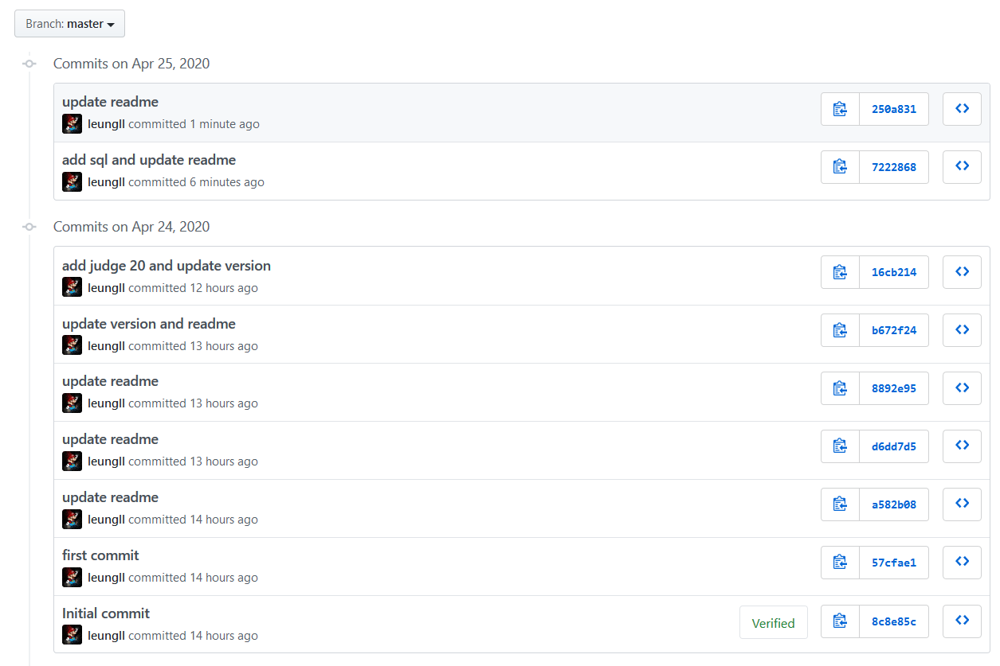 Branch: master
Commits on Apr 25, 2020
update readme
leungll committed 1 minute ago
250a831
add sql and update readme
leungll committed 6 minutes ago
7222868
Commits on Apr 24, 2020
add judge 20 and update version
leungll committed 12 hours ago
16cb214
update version and readme
leungll committed 13 hours ago
b672f24
update readme
leungll committed 13 hours ago
8892e95
update readme
leungll committed 13 hours ago
d6dd7d5
update readme
leungll committed 14 hours ago
a582b08
first commit
leungll committed 14 hours ago
57cfae1
Initial commit
leungll committed 14 hours ago
Verified
8c8e85c